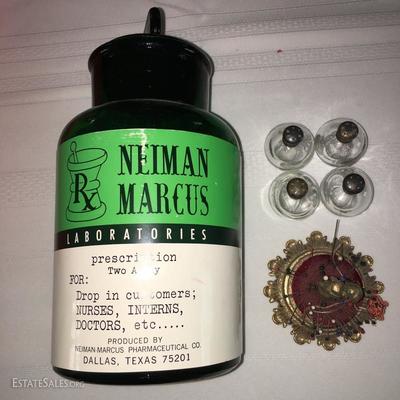 NEIMAN
Rx
MARCUS
LABORATORIES
prescription
Two A
FOR:
Drop in customers;
NURSES, INTERNS,
DOCTORS, etc.....
PRODUCED BY
NEIMAN-MARCUS PHARMACEUTICAL CO.
DALLAS, TEXAS 75201
ESTATESALES.ORG